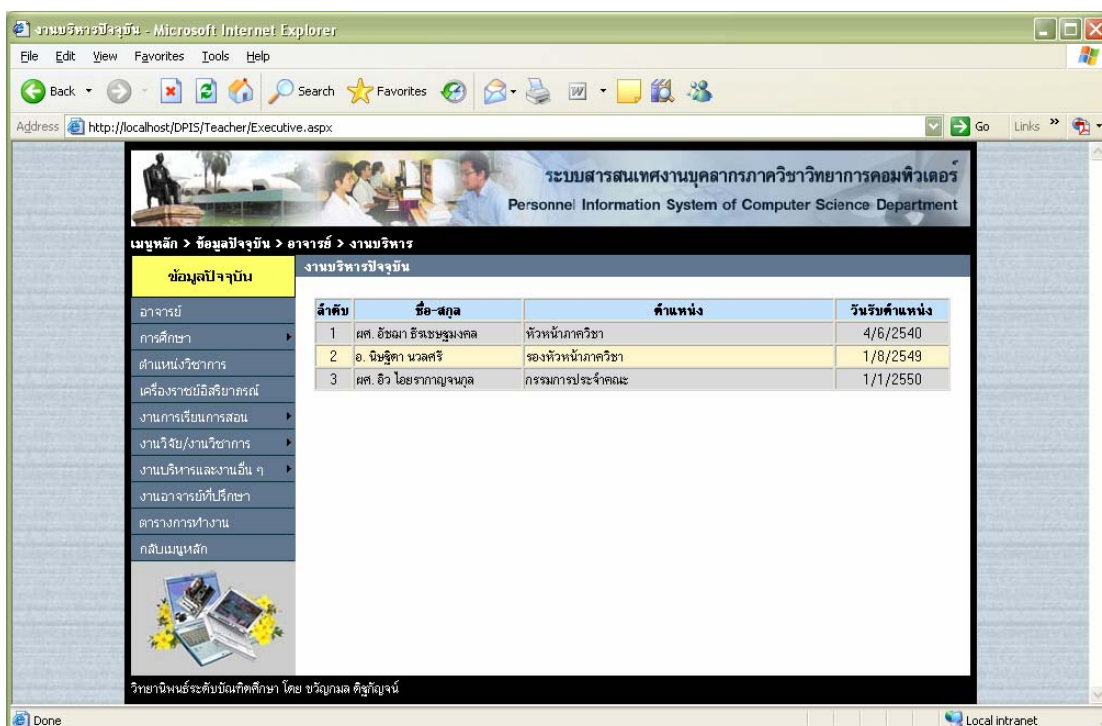 งานบริหารปัจจุบัน - Microsoft Internet Explorer
File Edit View Favorites Tools Help
Back Search Favorites
Address http://localhost/DPIS/Teacher/Executive.aspx Go Links »
ระบบสารสนเทศงานบุคลากรภาควิชาวิทยาการคอมพิวเตอร์
Personnel Information System of Computer Science Department
เมนูหลัก > ข้อมูลปัจจุบัน > อาจารย์ > งานบริหาร
ข้อมูลปัจจุบัน
อาจารย์
การศึกษา
ตำแหน่งวิชาการ
เครื่องราชย์อิสริยาภรณ์
งานการเรียนการสอน
งานวิจัย/งานวิชาการ
งานบริหารและงานอื่น ๆ
งานอาจารย์ที่ปรึกษา
ตารางการทำงาน
กลับเมนูหลัก
งานบริหารปัจจุบัน
ลำดับ ชื่อ-สกุล ตำแหน่ง วันรับตำแหน่ง
1 ผศ. อัชฌา หัวหน้าภาควิชา 4/6/2540
2 อ. นิษฐิตา นวลศรี รองหัวหน้าภาควิชา 1/8/2549
3 ผศ. อิว ไอยรากาญจนกุล กรรมการประจำคณะ 1/1/2550
วิทยานิพนธ์ระดับบัณฑิตศึกษา โดย ขวัญกมล ดิฐกัญจน์
Done Local intranet